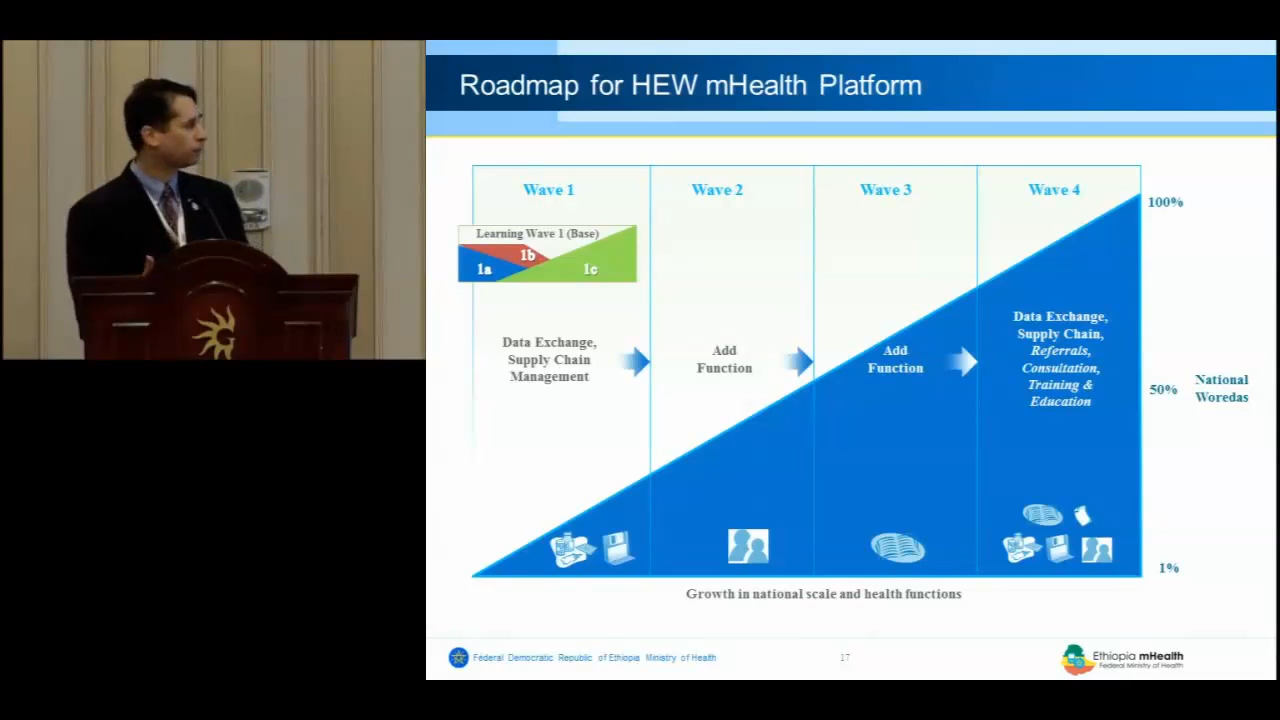 Roadmap for HEW mHealth Platform
Wave 1
Wave 2
Wave 3
Wave 4
100%
Learning Wave 1 (Base)
1b
1a
1c
Data Exchange,
Supply Chain
Management
Add
Function
Add
Function
Data Exchange,
Supply Chain,
Referrals,
Consultation,
Training &
Education
50%
National
Woredas
1%
Growth in national scale and health functions
Federal Democratic Republic of Ethiopia Ministry of Health
17
Ethiopia mHealth
Federal Ministry of Health